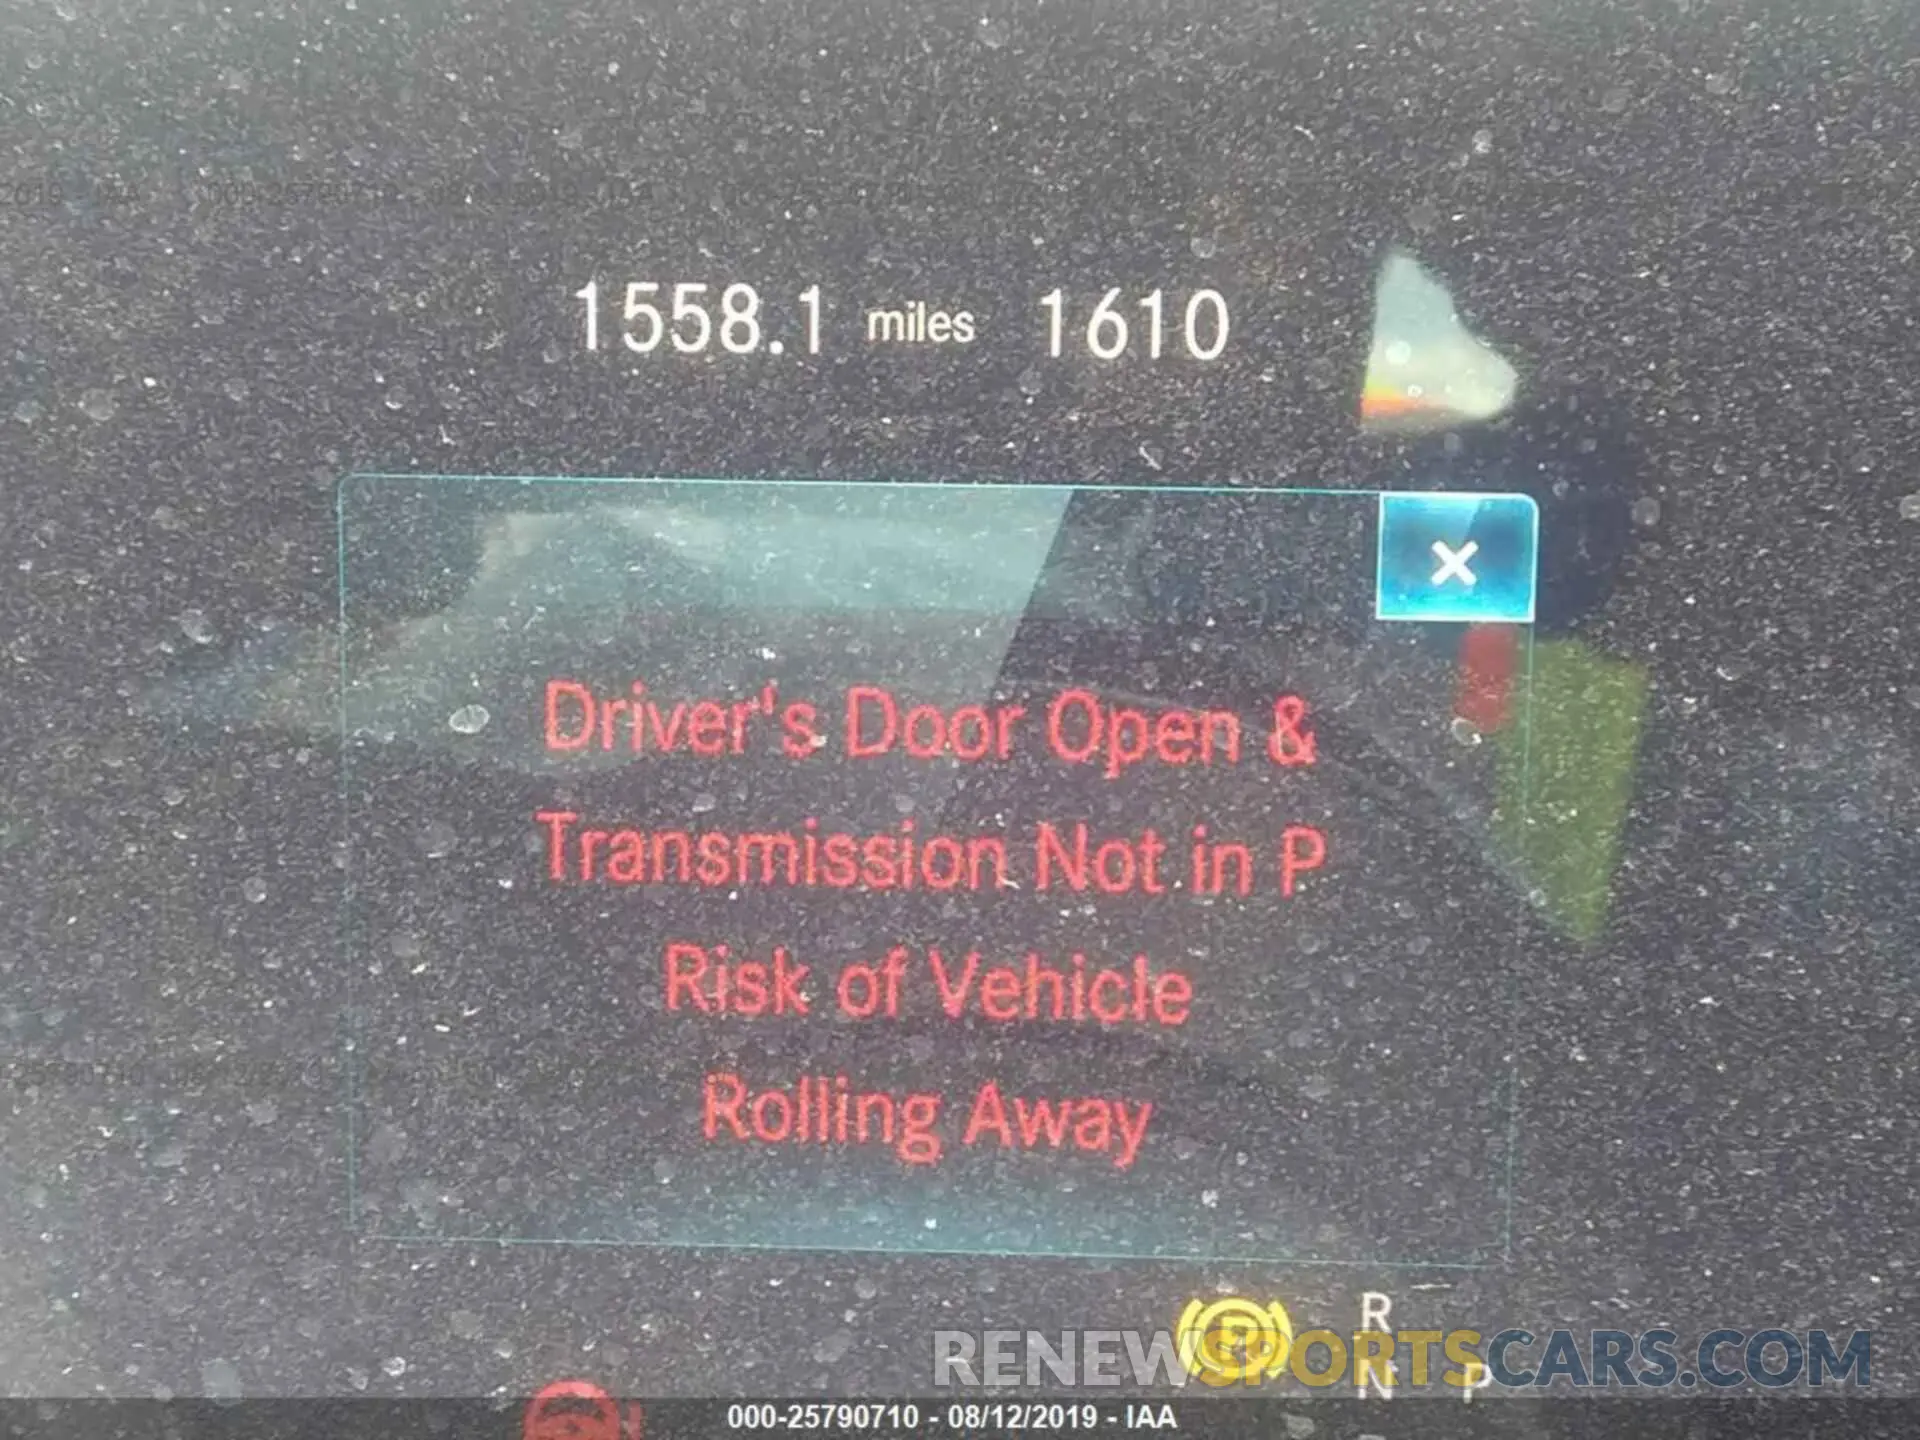 1558.1 miles 1610
Driver's Door Open &
Transmission Not in P
Risk of Vehicle
Rolling Away
R
N P
RENEWSPORTSCARS.COM
000-25790710 - 08/12/2019 - IAA